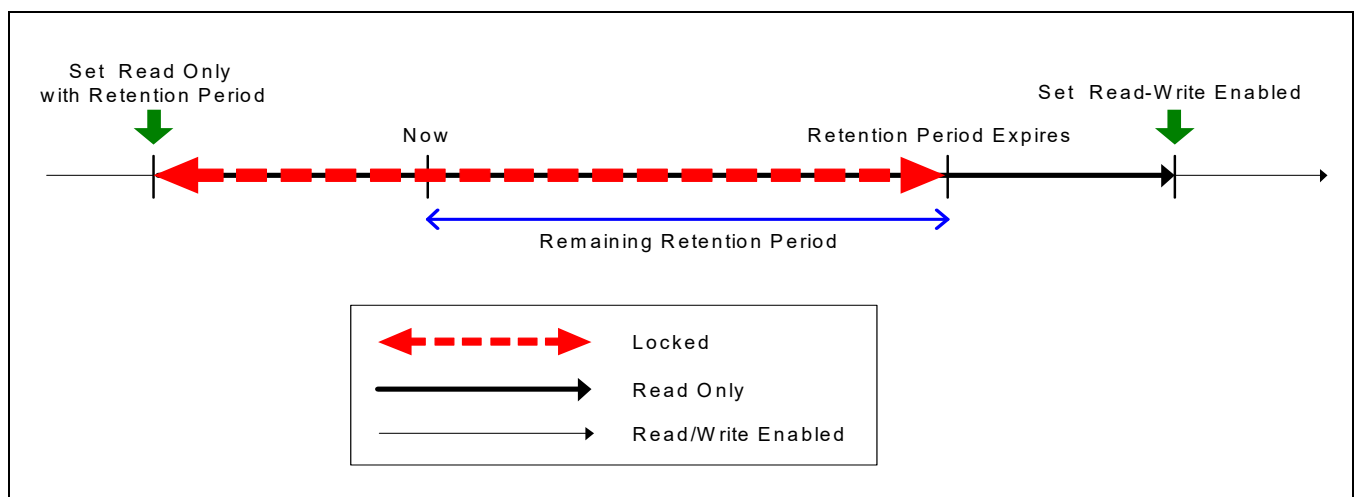 Set Read Only
with Retention Period
Set Read-Write Enabled
Now
Retention Period Expires
Remaining Retention Period
Locked
Read Only
Read/Write Enabled